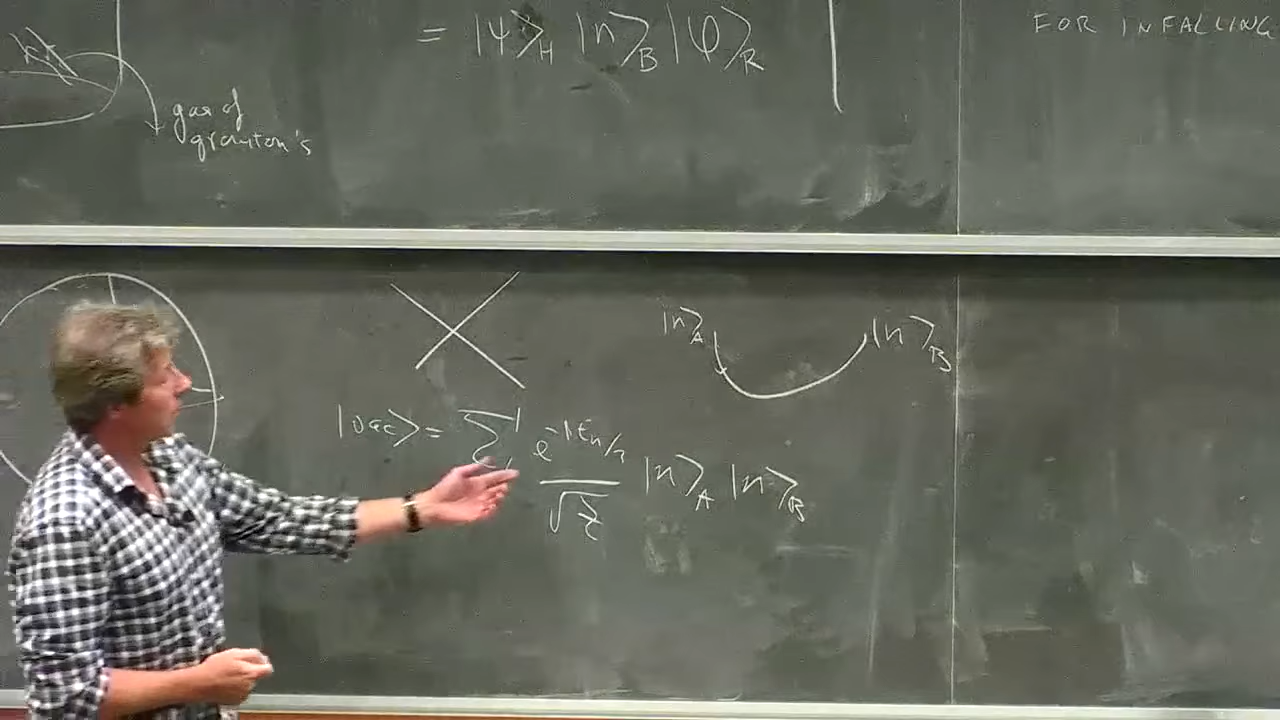 = |ψ⟩_H |n⟩_B |φ⟩_R
FOR INFALLING
gas of
graviton's
|n⟩_A |n⟩_B
|vac⟩ = ∑ e^{-βE_n/2} / √Z |n⟩_A |n⟩_B